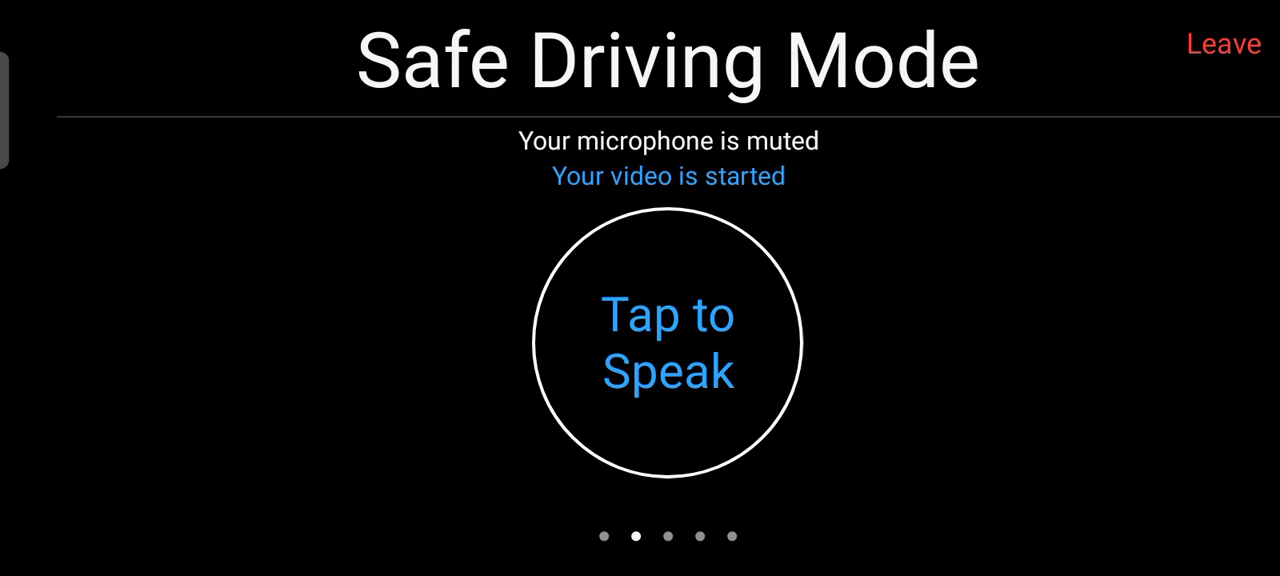 Safe Driving Mode
Leave
Your microphone is muted
Your video is started
Tap to
Speak